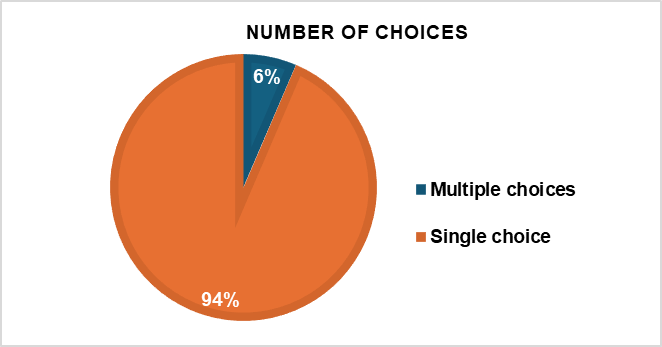 NUMBER OF CHOICES
6%
Multiple choices
Single choice
94%